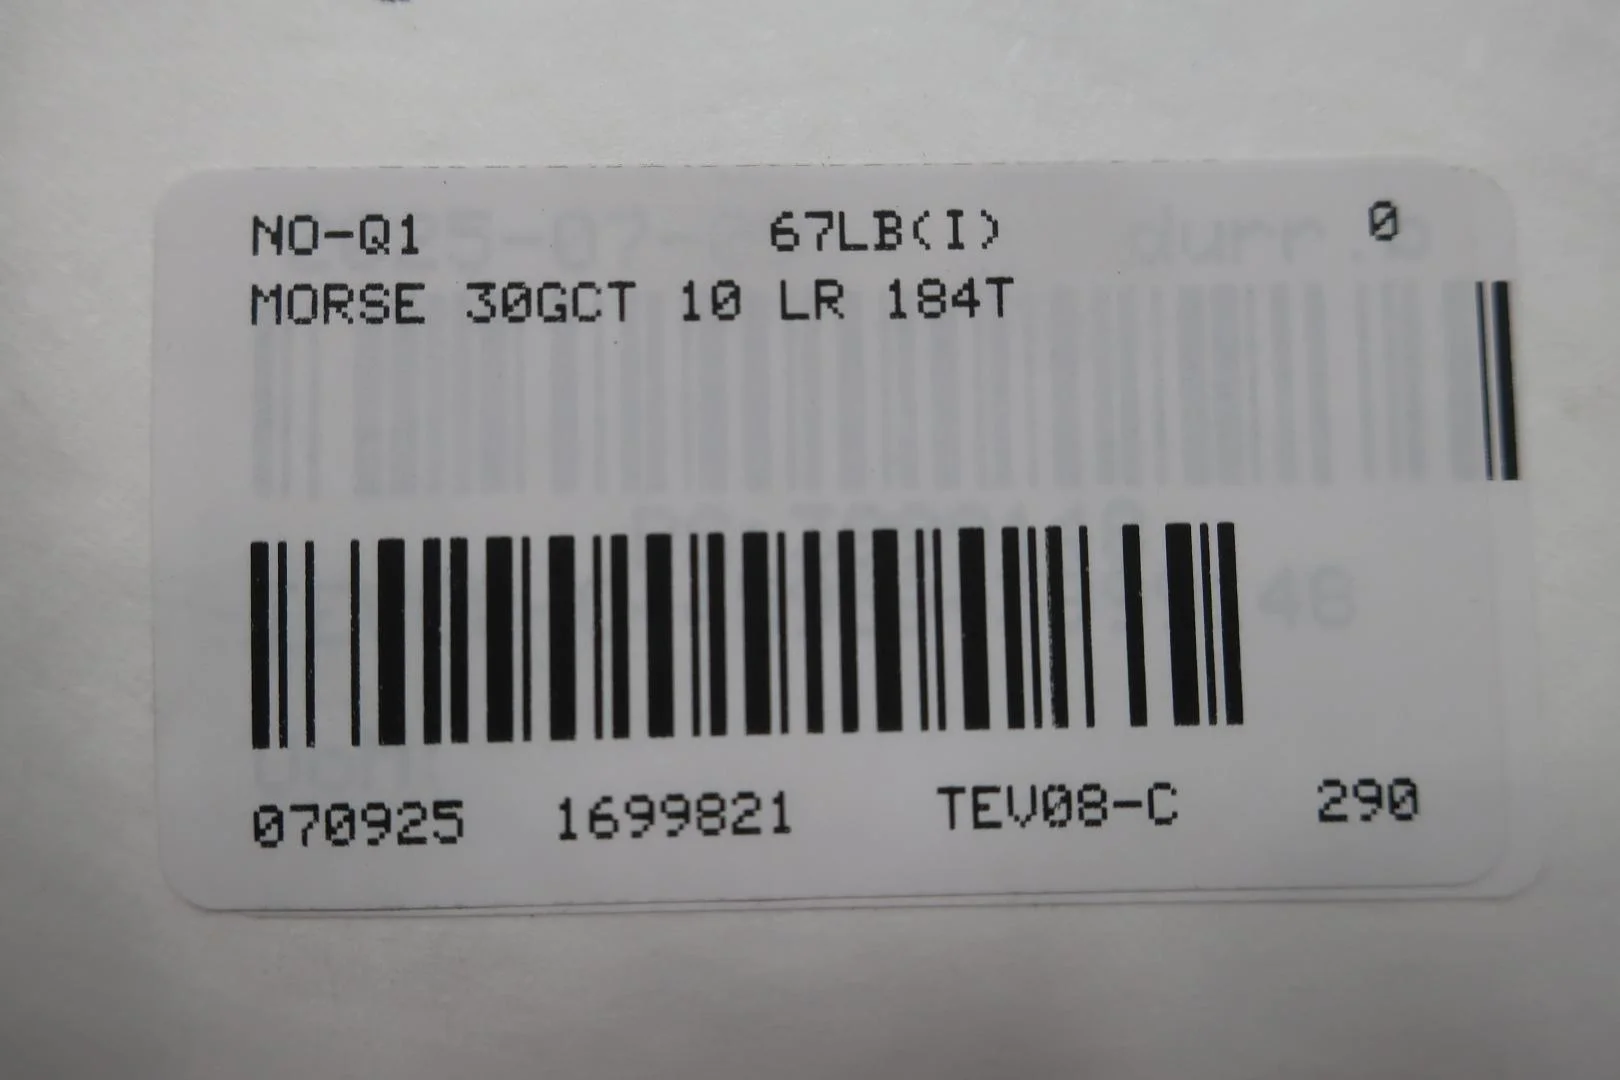 NO-Q1 67LB(I) 0
MORSE 30GCT 10 LR 184T
070925 1699821 TEV08-C 290